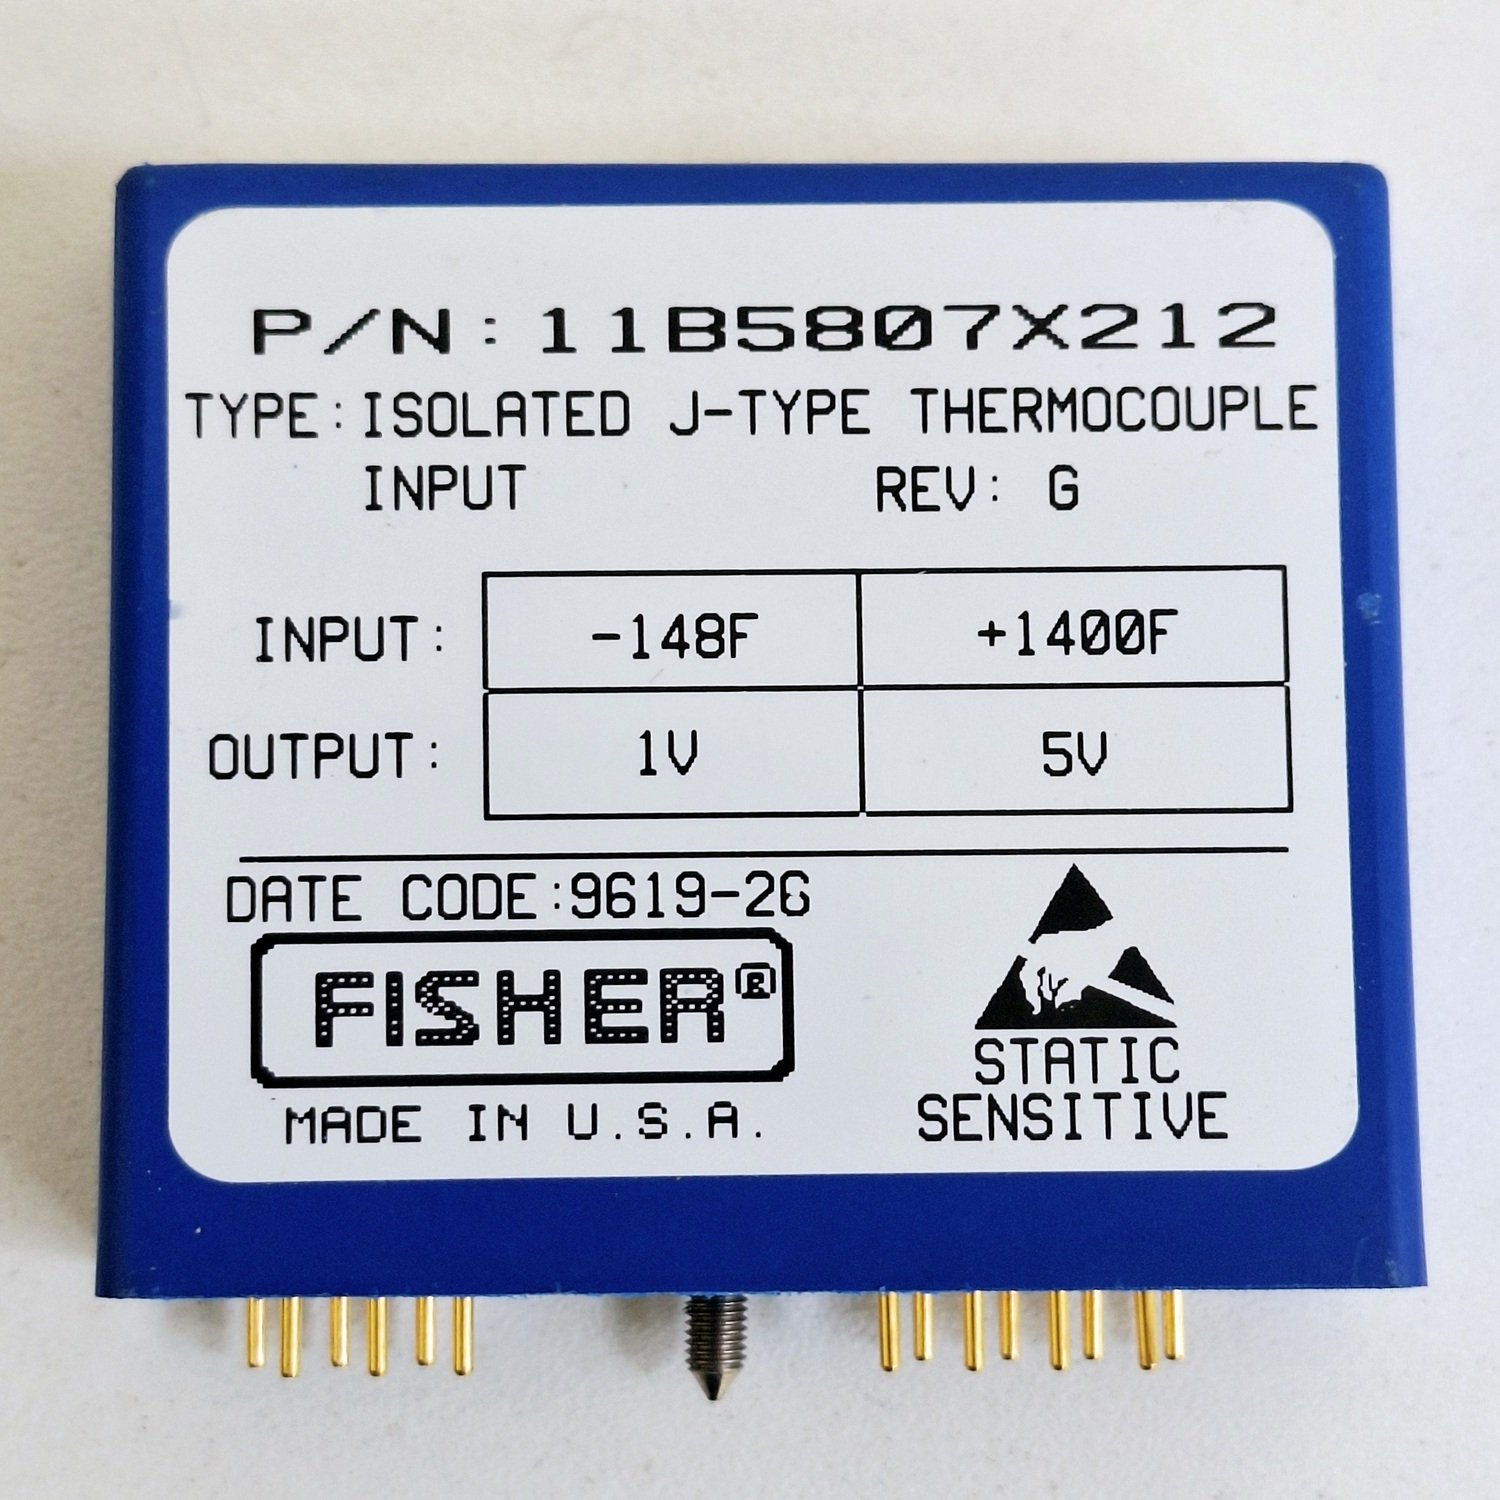 P/N:11B5807X212
TYPE:ISOLATED J-TYPE THERMOCOUPLE
INPUT REV: G
INPUT: -148F +1400F
OUTPUT: 1V 5V
DATE CODE:9619-2G
FISHER®
MADE IN U.S.A.
STATIC
SENSITIVE